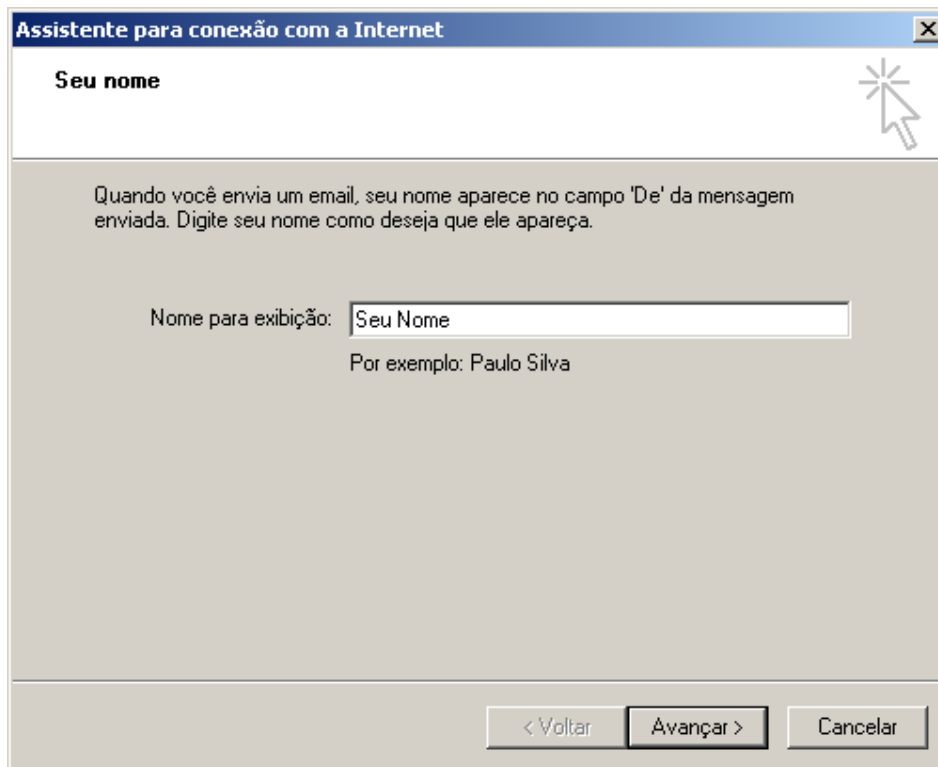 Assistente para conexão com a Internet
Seu nome
Quando você envia um email, seu nome aparece no campo 'De' da mensagem
enviada. Digite seu nome como deseja que ele apareça.
Nome para exibição: Seu Nome
Por exemplo: Paulo Silva
< Voltar Avançar > Cancelar